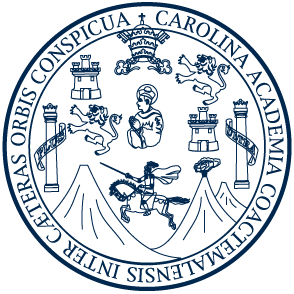 CAROLINA ACADEMIA COACTEMALENSIS INTER CÆTERAS ORBIS CONSPICUA